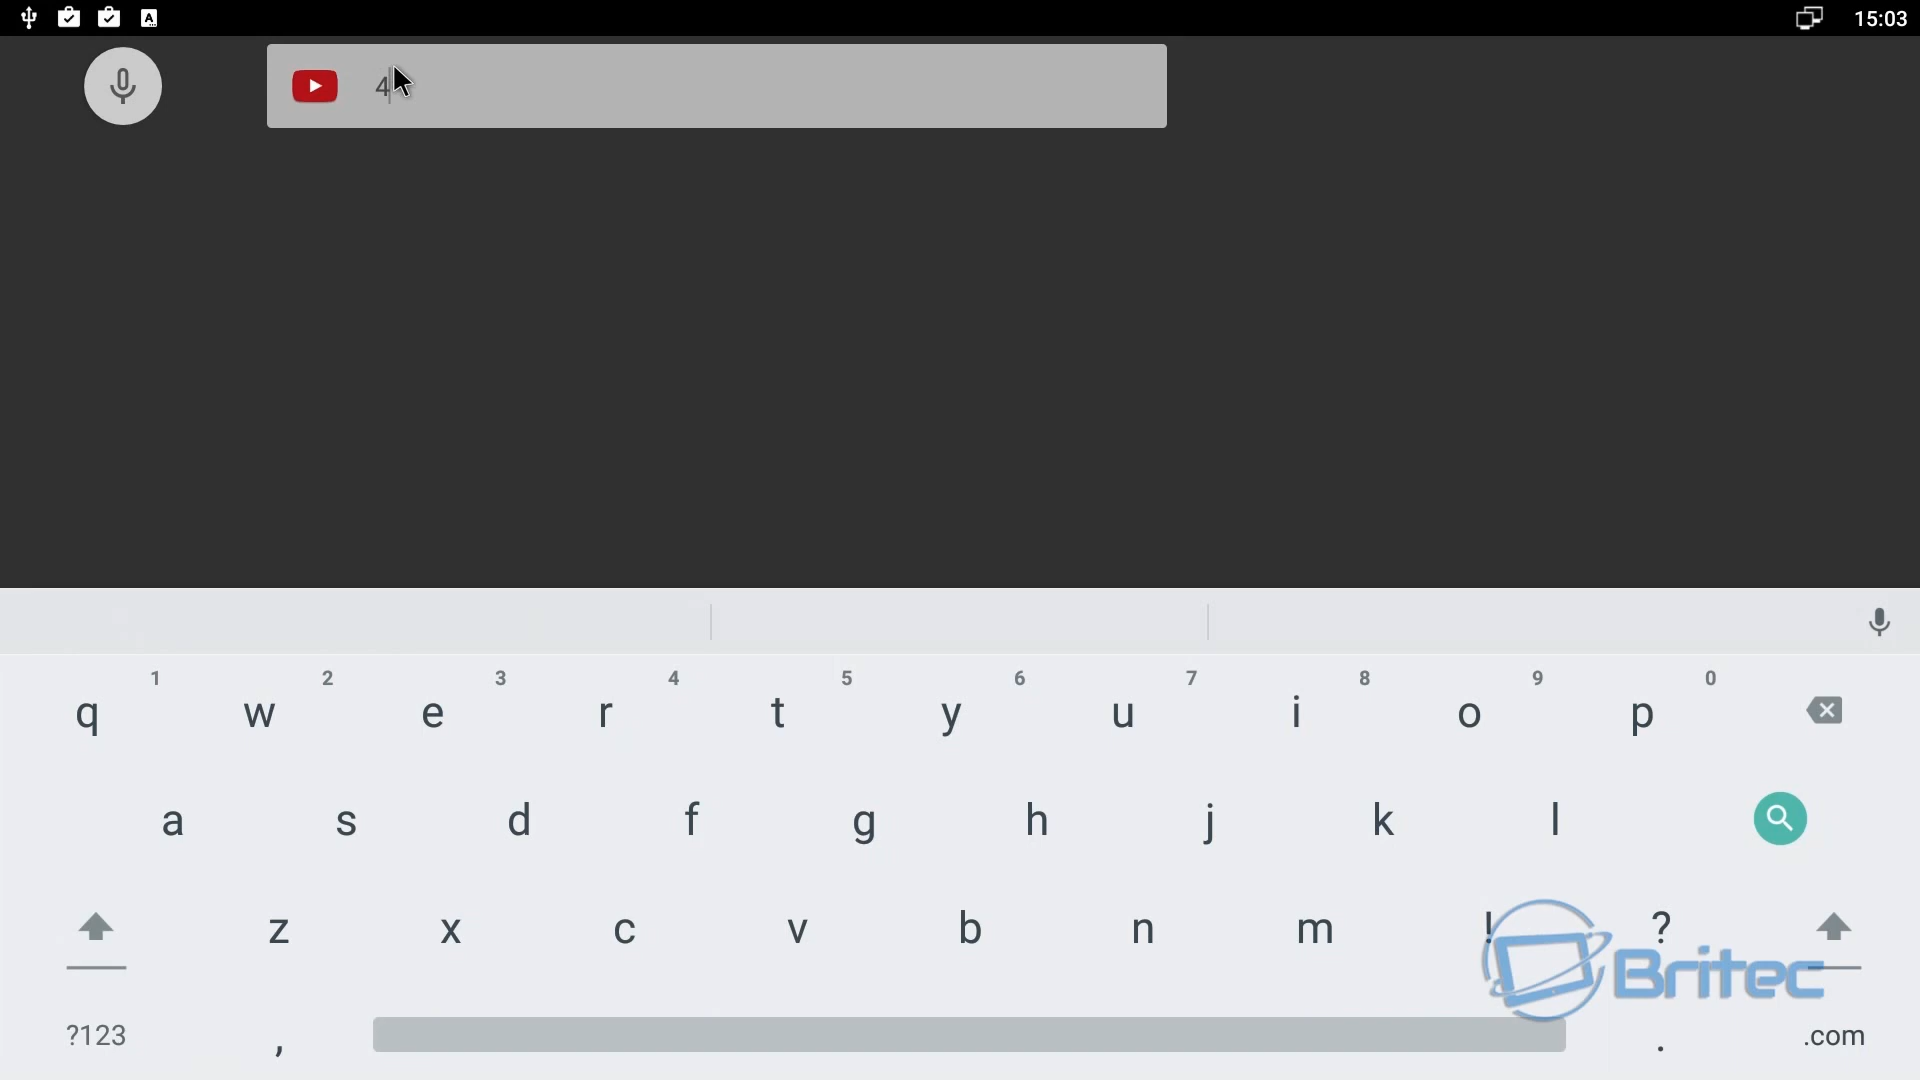 15:03
4
1 2 3 4 5 6 7 8 9 0
q w e r t y u i o p
a s d f g h j k l
z x c v b n m ! ?
?123 , . .com
Britec